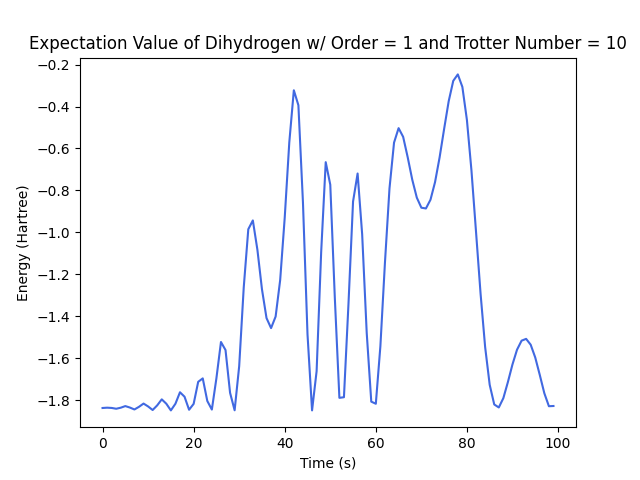 Expectation Value of Dihydrogen w/ Order = 1 and Trotter Number = 10
Energy (Hartree)
−0.2
−0.4
−0.6
−0.8
−1.0
−1.2
−1.4
−1.6
−1.8
0 20 40 60 80 100
Time (s)